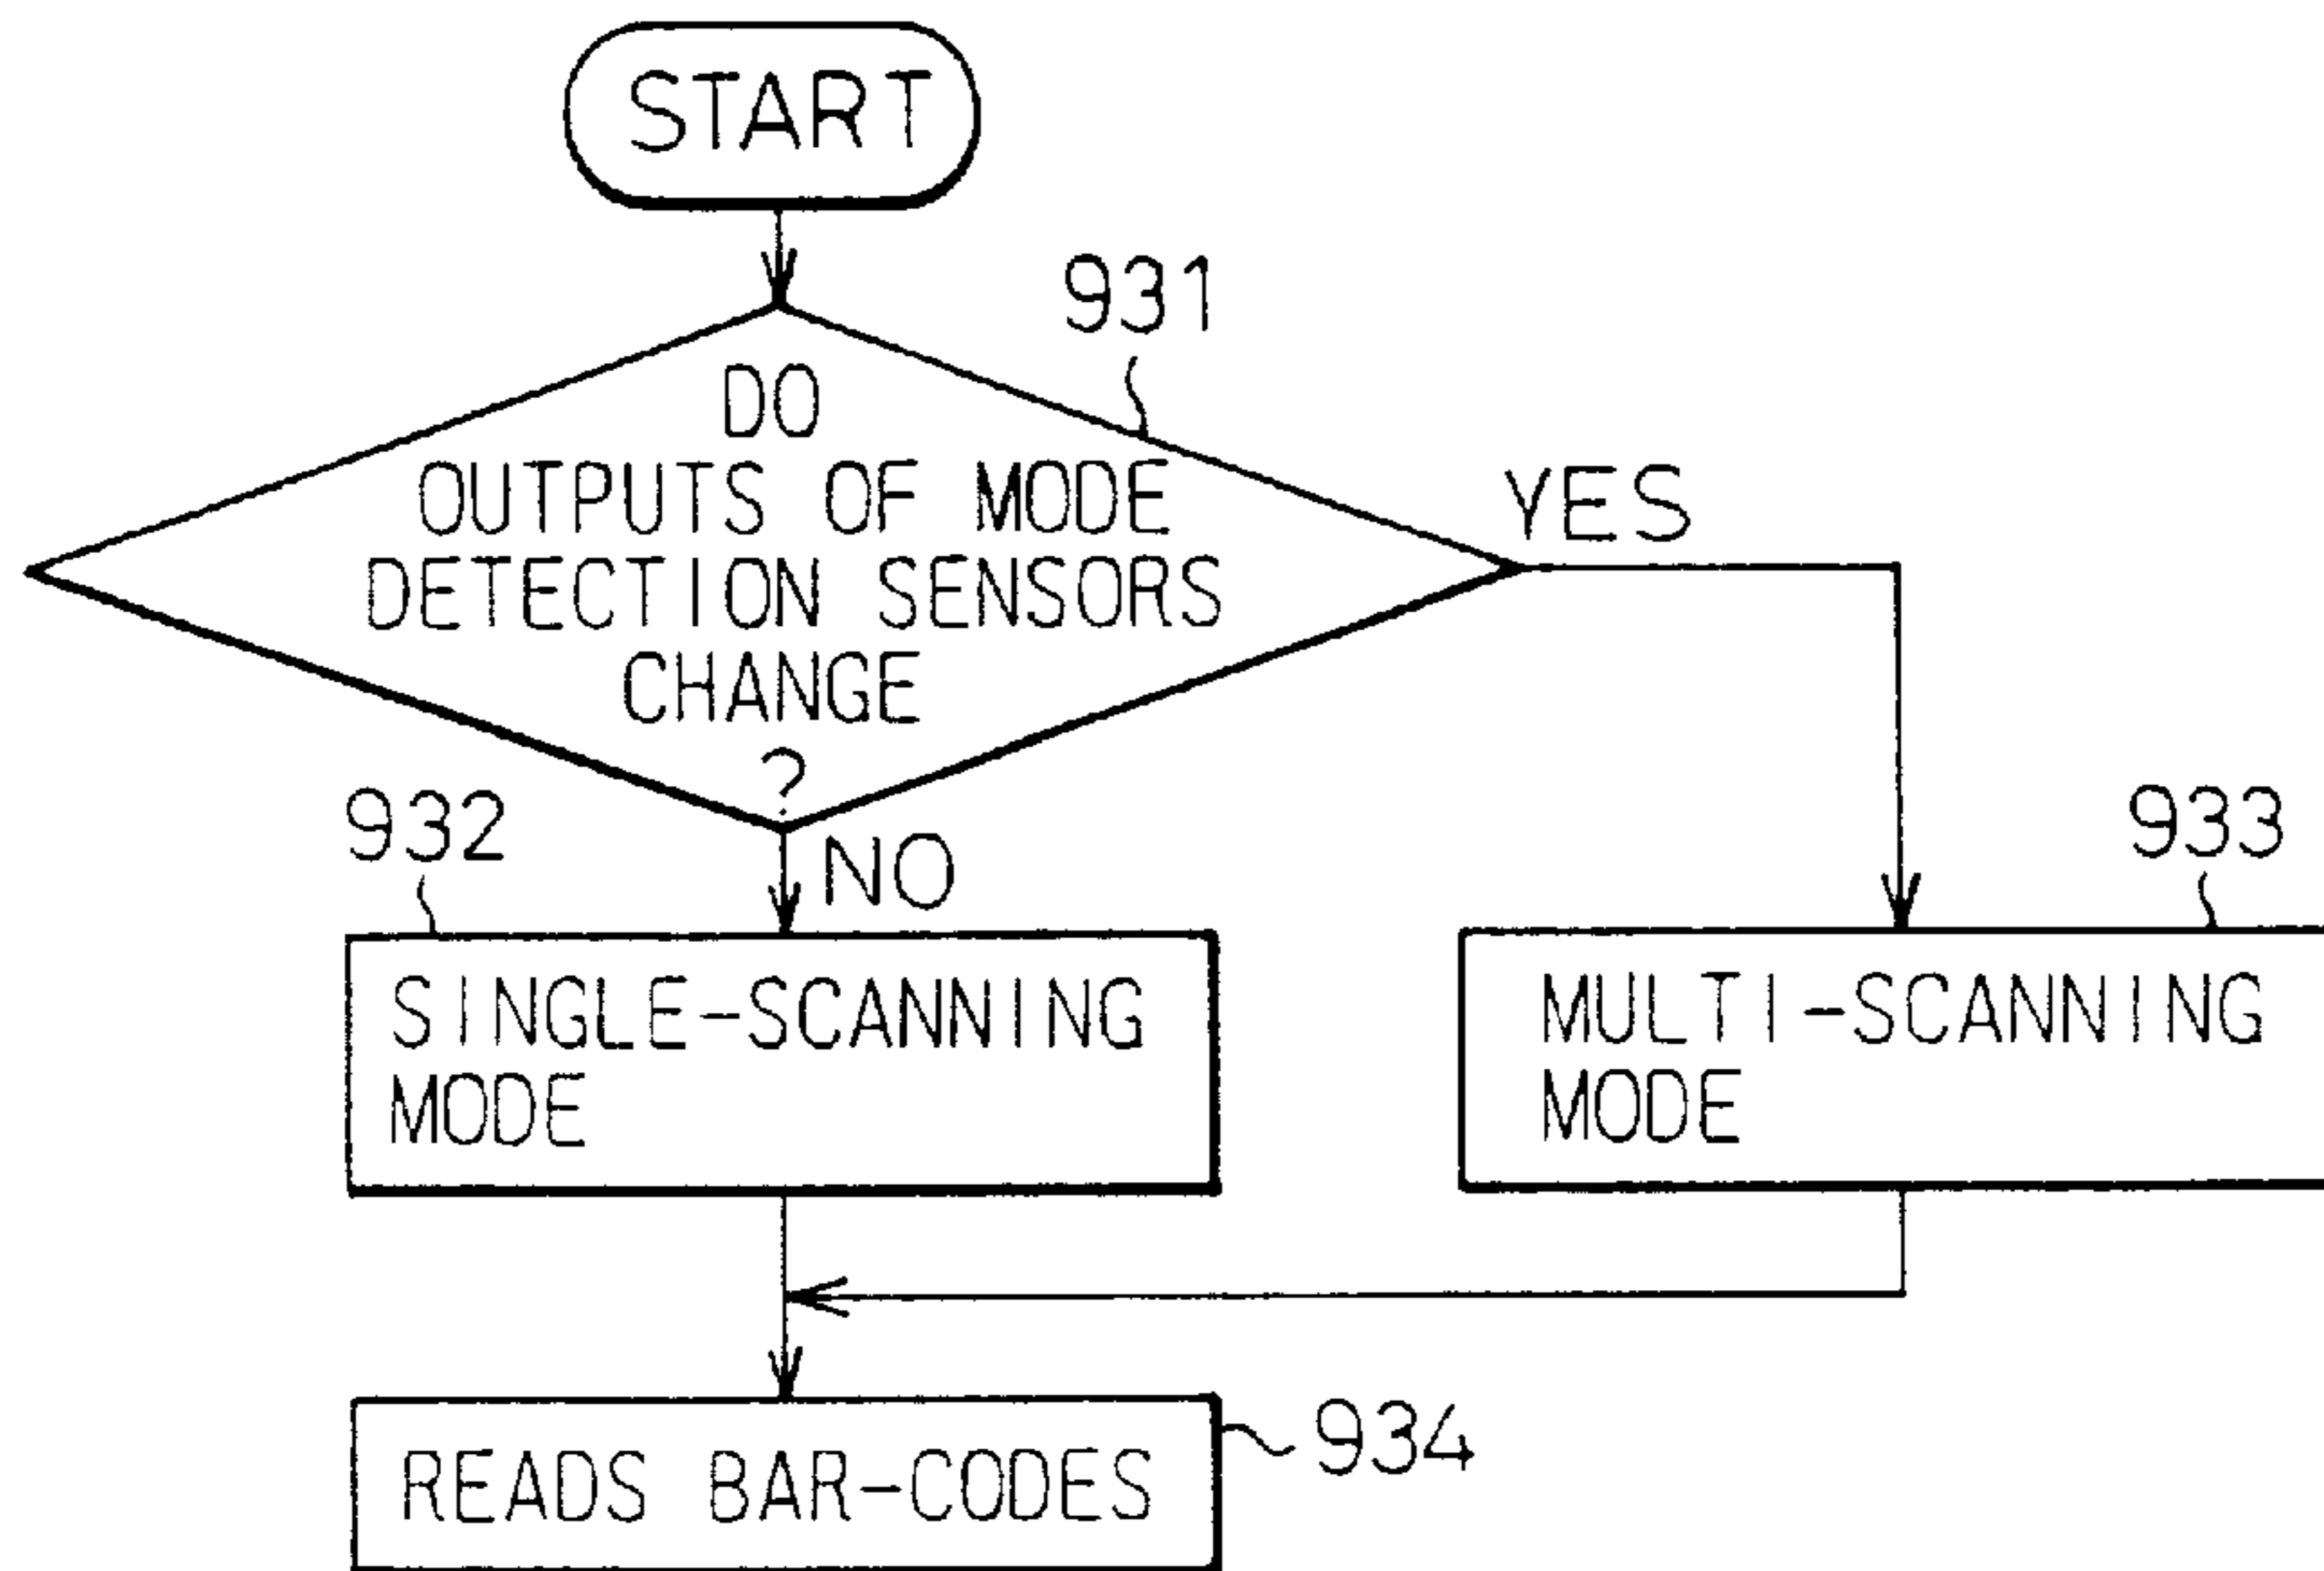 START
931
DO
OUTPUTS OF MODE
DETECTION SENSORS
CHANGE
?
YES
NO
932
SINGLE-SCANNING
MODE
933
MULTI-SCANNING
MODE
READS BAR-CODES
934